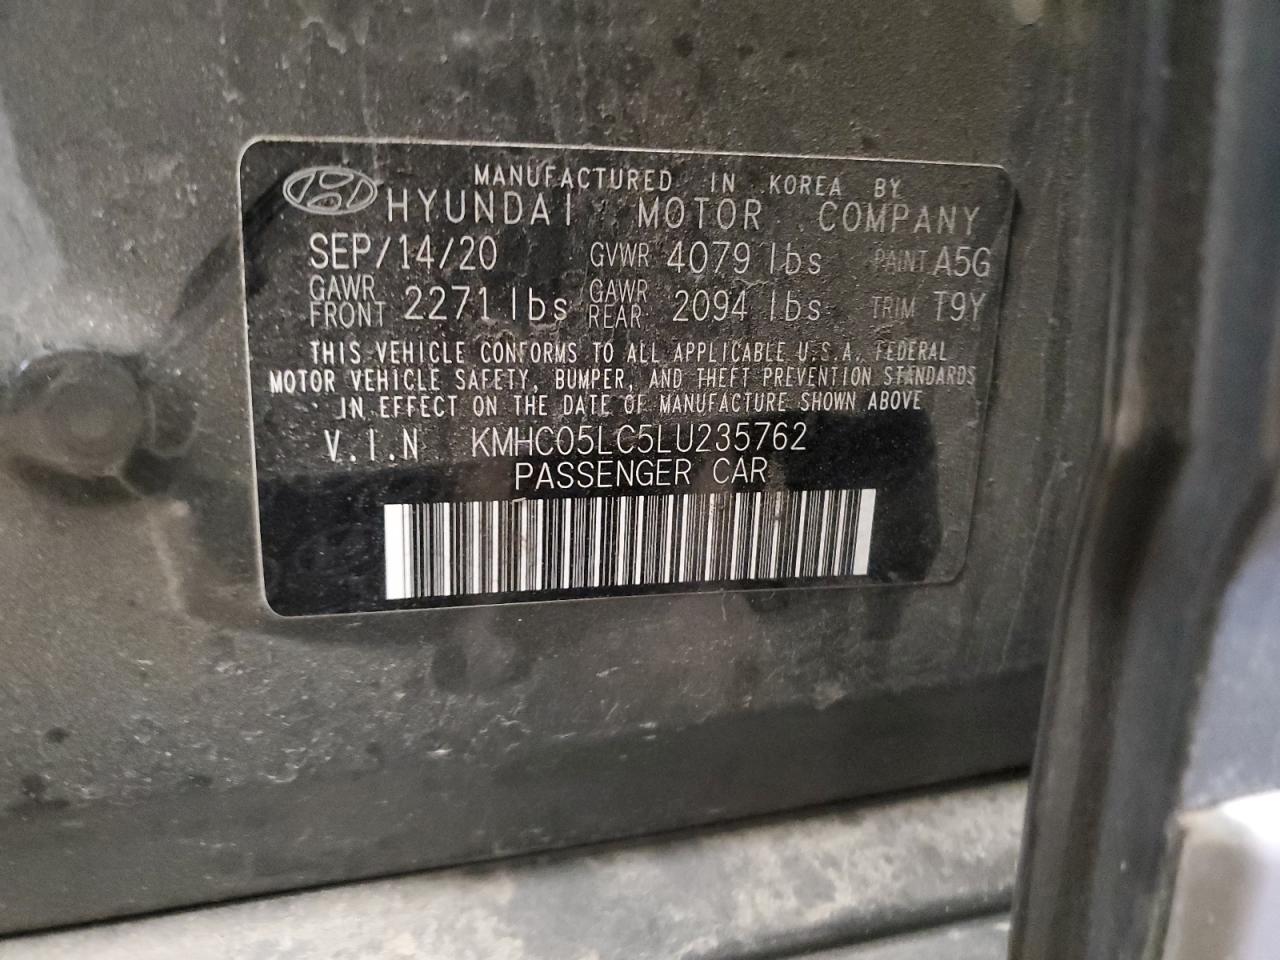 MANUFACTURED IN KOREA BY
HYUNDAI MOTOR COMPANY
SEP/14/20 GVWR 4079 lbs PAINT A5G
GAWR FRONT 2271 lbs GAWR REAR 2094 lbs TRIM T9Y
THIS VEHICLE CONFORMS TO ALL APPLICABLE U.S.A. FEDERAL
MOTOR VEHICLE SAFETY, BUMPER, AND THEFT PREVENTION STANDARDS
IN EFFECT ON THE DATE OF MANUFACTURE SHOWN ABOVE
V.I.N KMHC05LC5LU235762
PASSENGER CAR